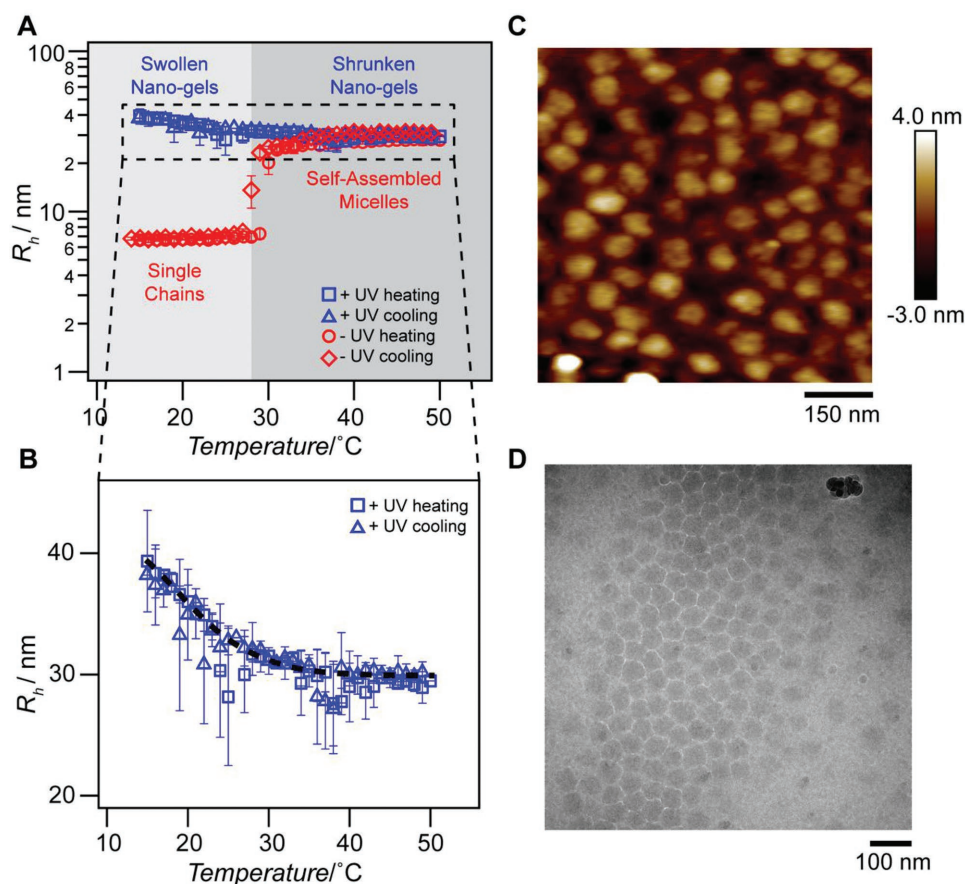 A
100
8
6
4
2
10
8
6
4
2
1
R_h / nm
Swollen
Nano-gels
Shrunken
Nano-gels
Self-Assembled
Micelles
Single
Chains
+ UV heating
+ UV cooling
- UV heating
- UV cooling
10 20 30 40 50
Temperature/˚C
B
40
30
20
R_h / nm
+ UV heating
+ UV cooling
10 20 30 40 50
Temperature/˚C
C
4.0 nm
-3.0 nm
150 nm
D
100 nm